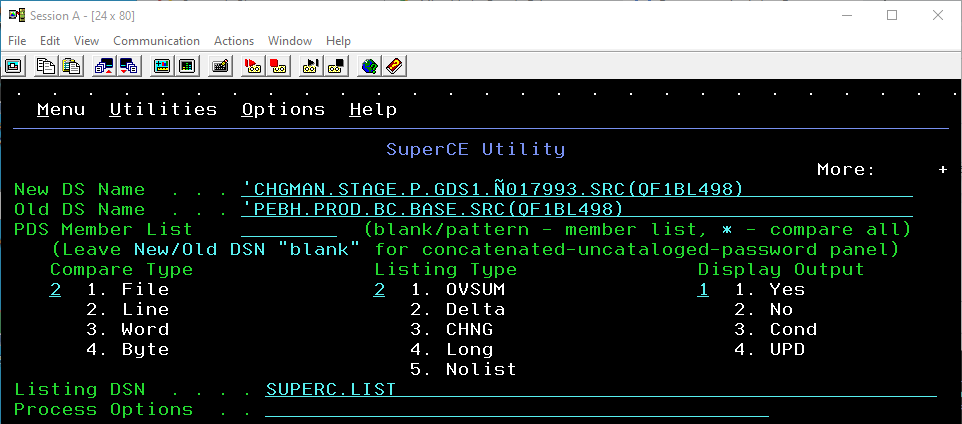 Session A - [24 x 80]
File Edit View Communication Actions Window Help
. . . . . . . . . . . . . . . . . . . . . . . . . . . . . . . . . . . . . . . .
Menu Utilities Options Help
SuperCE Utility
More: +
New DS Name . . . 'CHGMAN.STAGE.P.GDS1.Ñ017993.SRC(QF1BL498)
Old DS Name . . . 'PEBH.PROD.BC.BASE.SRC(QF1BL498)
PDS Member List (blank/pattern - member list, * - compare all)
(Leave New/Old DSN "blank" for concatenated-uncataloged-password panel)
Compare Type Listing Type Display Output
2 1. File 2 1. OVSUM 1 1. Yes
2. Line 2. Delta 2. No
3. Word 3. CHNG 3. Cond
4. Byte 4. Long 4. UPD
5. Nolist
Listing DSN . . . . SUPERC.LIST
Process Options . .